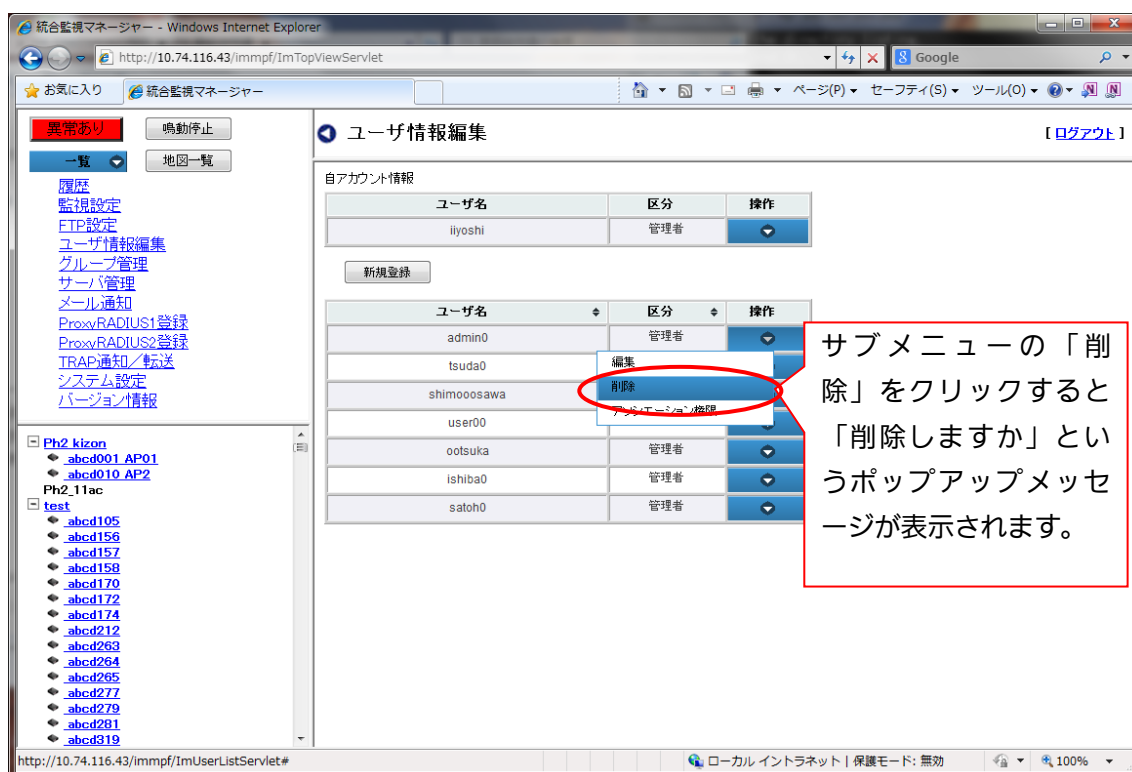 統合監視マネージャー - Windows Internet Explorer
http://10.74.116.43/immpf/ImTopViewServlet
Google
お気に入り
統合監視マネージャー
ページ(P)
セーフティ(S)
ツール(O)
異常あり
鳴動停止
一覧
地図一覧
履歴
監視設定
FTP設定
ユーザ情報編集
グループ管理
サーバ管理
メール通知
ProxyRADIUS1登録
ProxyRADIUS2登録
TRAP通知／転送
システム設定
バージョン情報
Ph2 kizon
abcd001 AP01
abcd010 AP2
Ph2_11ac
test
abcd105
abcd156
abcd157
abcd158
abcd170
abcd172
abcd174
abcd212
abcd263
abcd264
abcd265
abcd277
abcd279
abcd281
abcd319
ユーザ情報編集
[ ログアウト ]
自アカウント情報
ユーザ名 区分 操作
iiyoshi 管理者
新規登録
ユーザ名 区分 操作
admin0 管理者
tsuda0
shimooosawa
user00
ootsuka 管理者
ishiba0 管理者
satoh0 管理者
編集
削除
アソシエーション権限
サブメニューの「削
除」をクリックすると
「削除しますか」とい
うポップアップメッセ
ージが表示されます。
http://10.74.116.43/immpf/ImUserListServlet#
ローカル イントラネット | 保護モード: 無効
100%